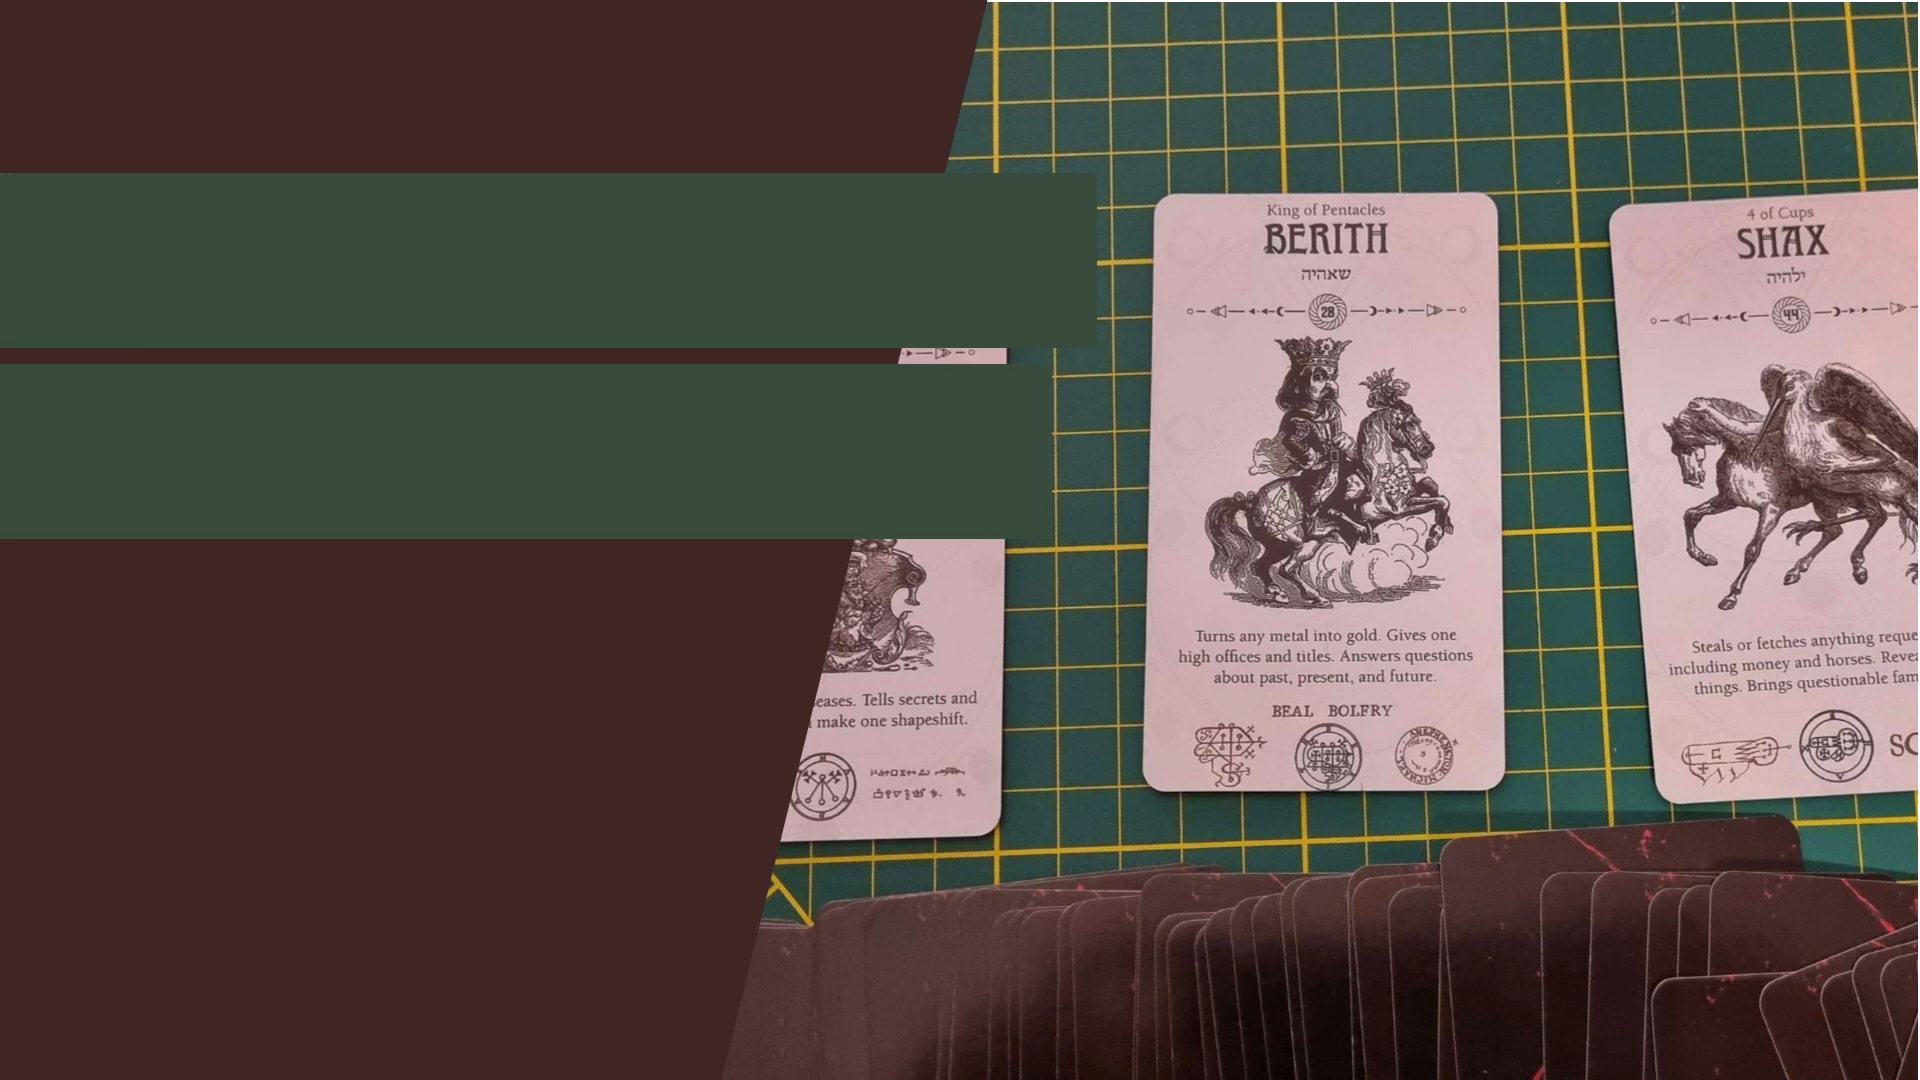 eases. Tells secrets and
make one shapeshift.
King of Pentacles
BERITH
שאהיה
28
Turns any metal into gold. Gives one
high offices and titles. Answers questions
about past, present, and future.
BEAL BOLFRY
4 of Cups
SHAX
ילהיה
44
Steals or fetches anything reque
including money and horses. Revea
things. Brings questionable fam